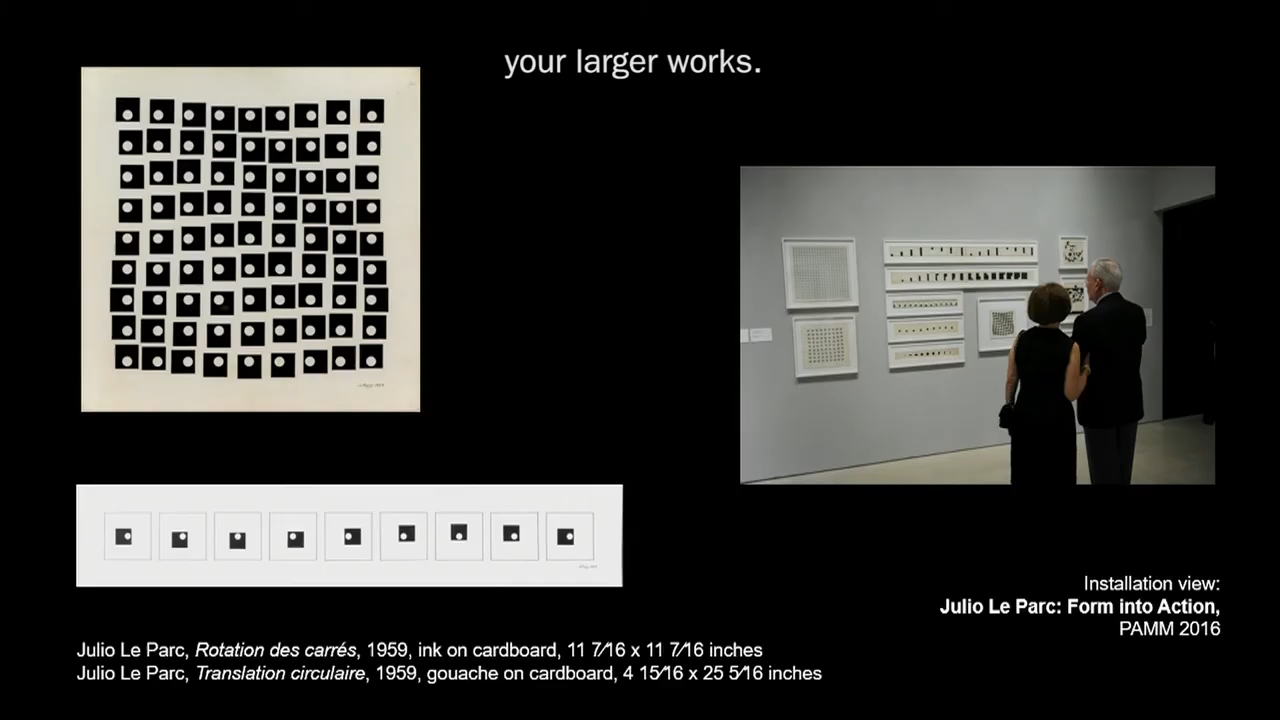 your larger works.
Installation view:
Julio Le Parc: Form into Action,
PAMM 2016
Julio Le Parc, Rotation des carrés, 1959, ink on cardboard, 11 7⁄16 x 11 7⁄16 inches
Julio Le Parc, Translation circulaire, 1959, gouache on cardboard, 4 15⁄16 x 25 5⁄16 inches